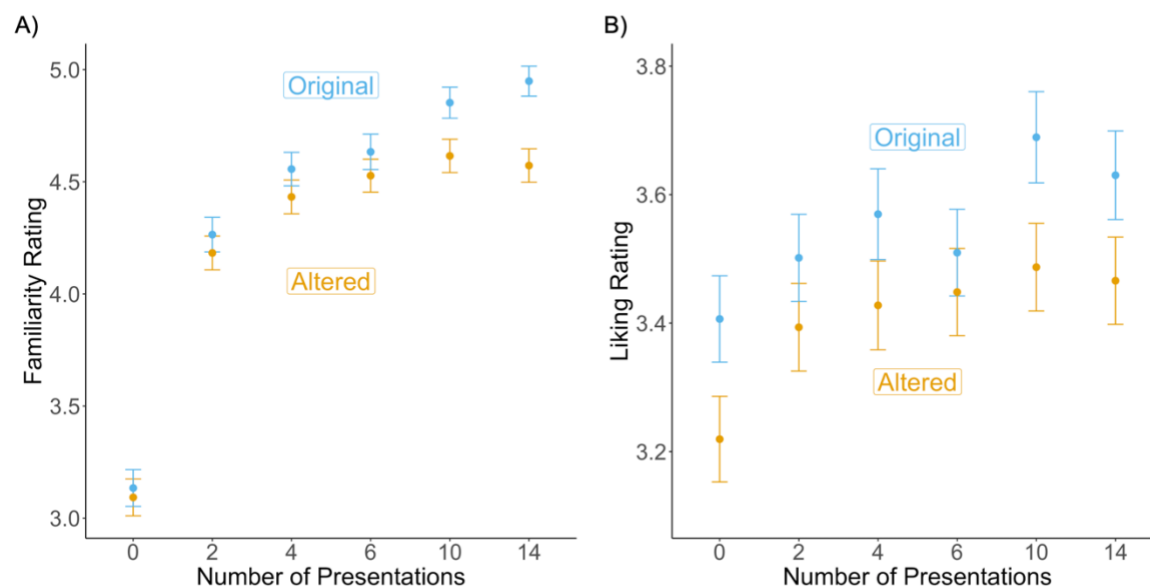 A)
Familiarity Rating
5.0
4.5
4.0
3.5
3.0
Original
Altered
0 2 4 6 10 14
Number of Presentations
B)
Liking Rating
3.8
3.6
3.4
3.2
Original
Altered
0 2 4 6 10 14
Number of Presentations